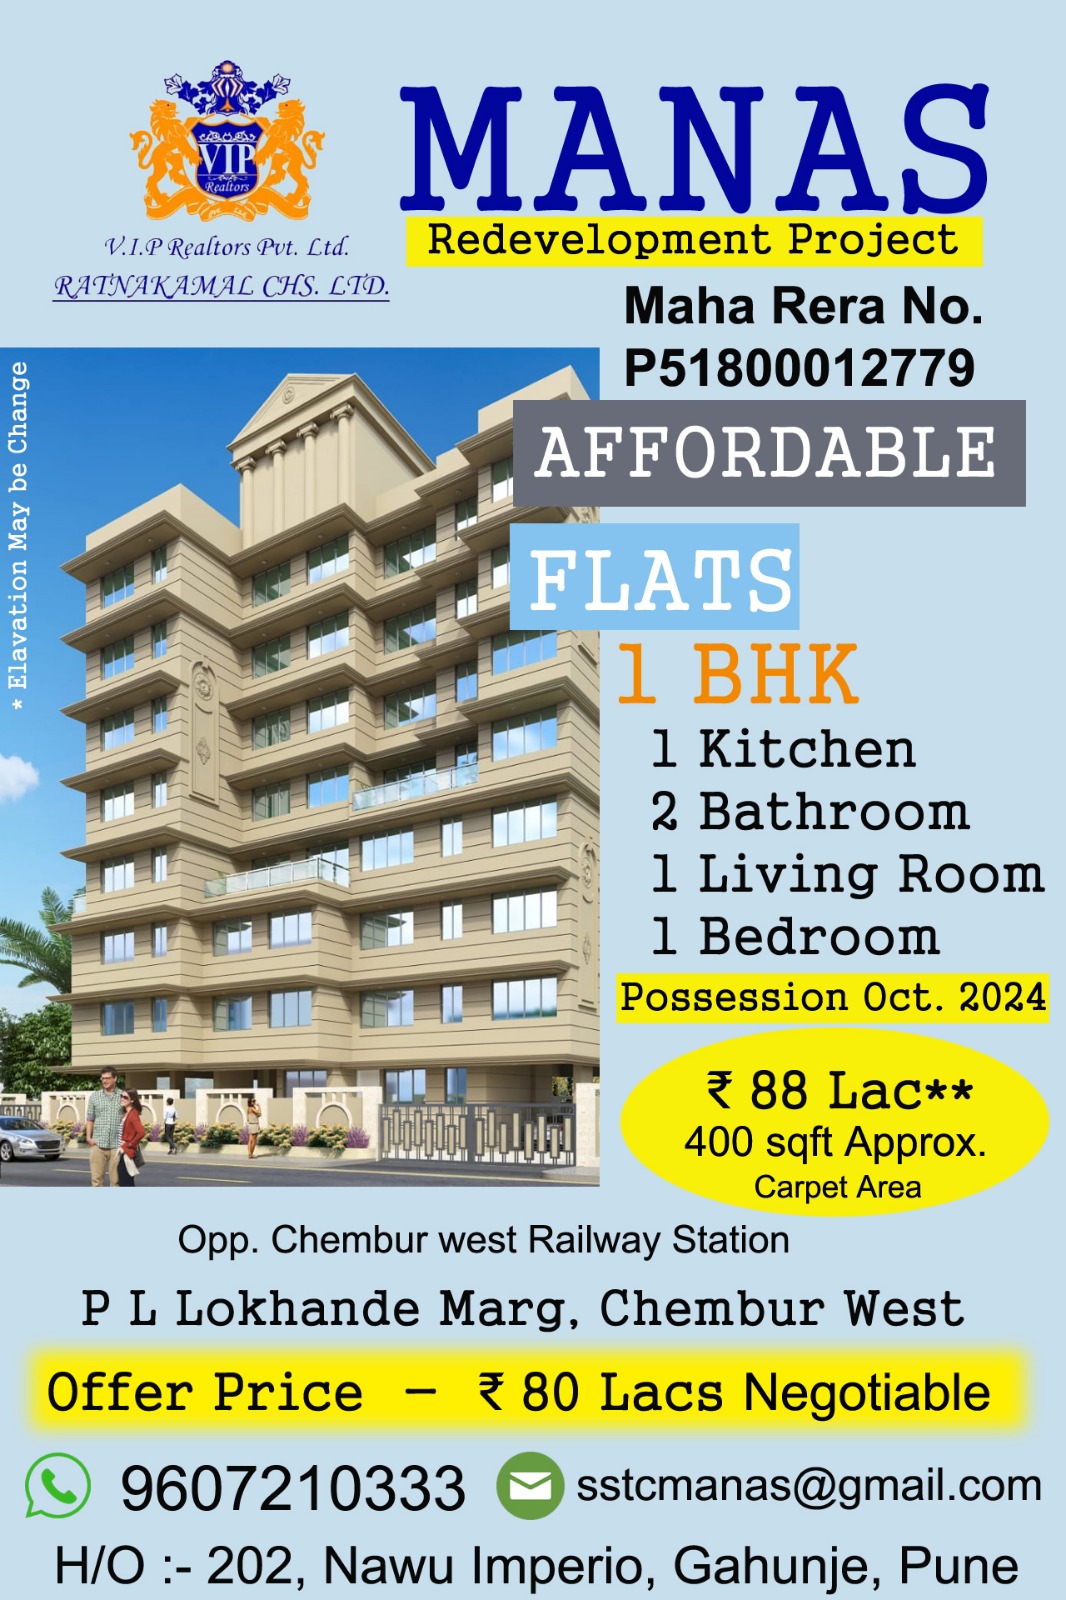 VIP
Realtors
V.I.P Realtors Pvt. Ltd.
RATNAKAMAL CHS. LTD.
MANAS
Redevelopment Project
Maha Rera No.
P51800012779
* Elavation May be Change
AFFORDABLE
FLATS
1 BHK
1 Kitchen
2 Bathroom
1 Living Room
1 Bedroom
Possession Oct. 2024
₹ 88 Lac**
400 sqft Approx.
Carpet Area
Opp. Chembur west Railway Station
P L Lokhande Marg, Chembur West
Offer Price – ₹ 80 Lacs Negotiable
9607210333
sstcmanas@gmail.com
H/O :- 202, Nawu Imperio, Gahunje, Pune